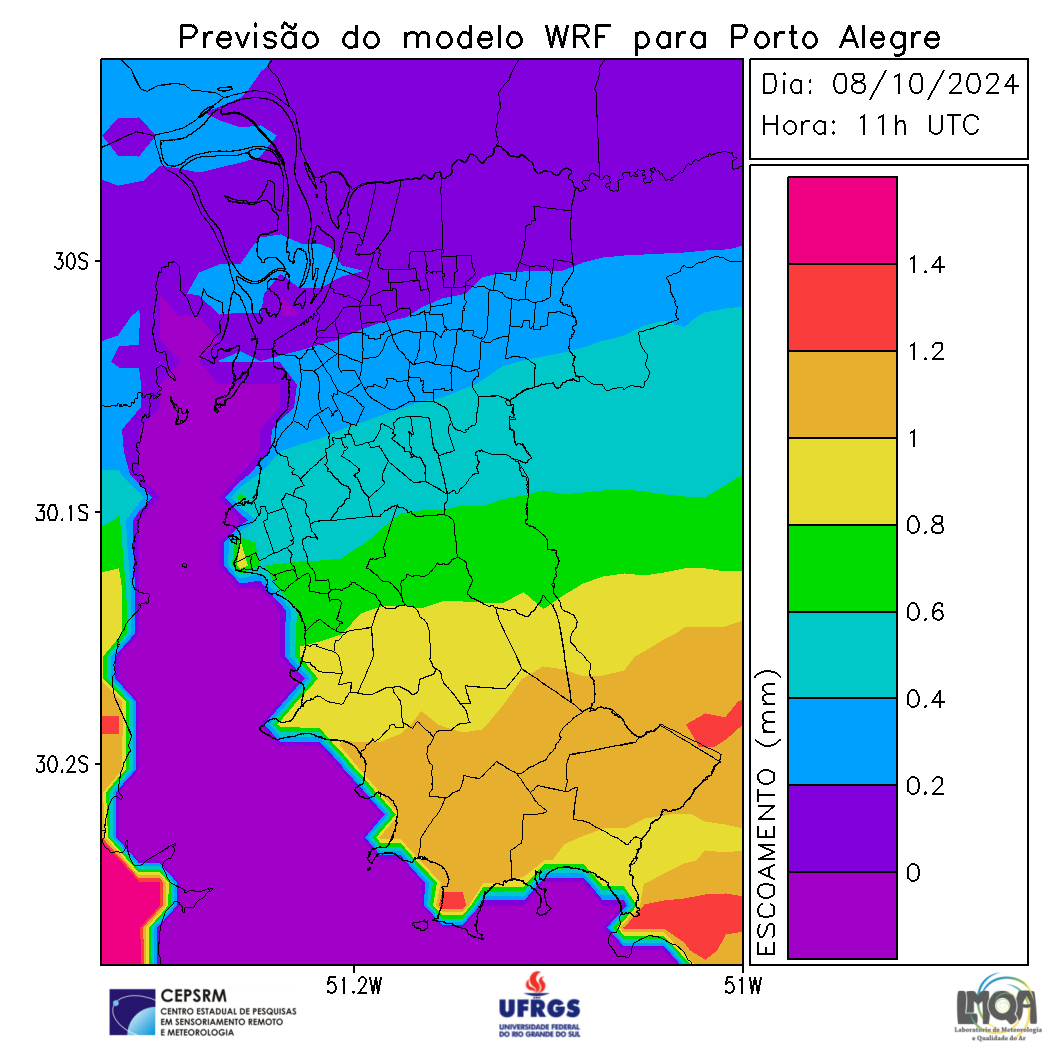 Previsão do modelo WRF para Porto Alegre
Dia: 08/10/2024
Hora: 11h UTC
30S
30.1S
30.2S
51.2W
51W
1.4
1.2
1
0.8
0.6
0.4
0.2
0
ESCOAMENTO (mm)
CEPSRM
CENTRO ESTADUAL DE PESQUISAS
EM SENSORIAMENTO REMOTO
E METEOROLOGIA
UFRGS
UNIVERSIDADE FEDERAL
DO RIO GRANDE DO SUL
LMQA
Laboratório de Meteorologia
e Qualidade do Ar